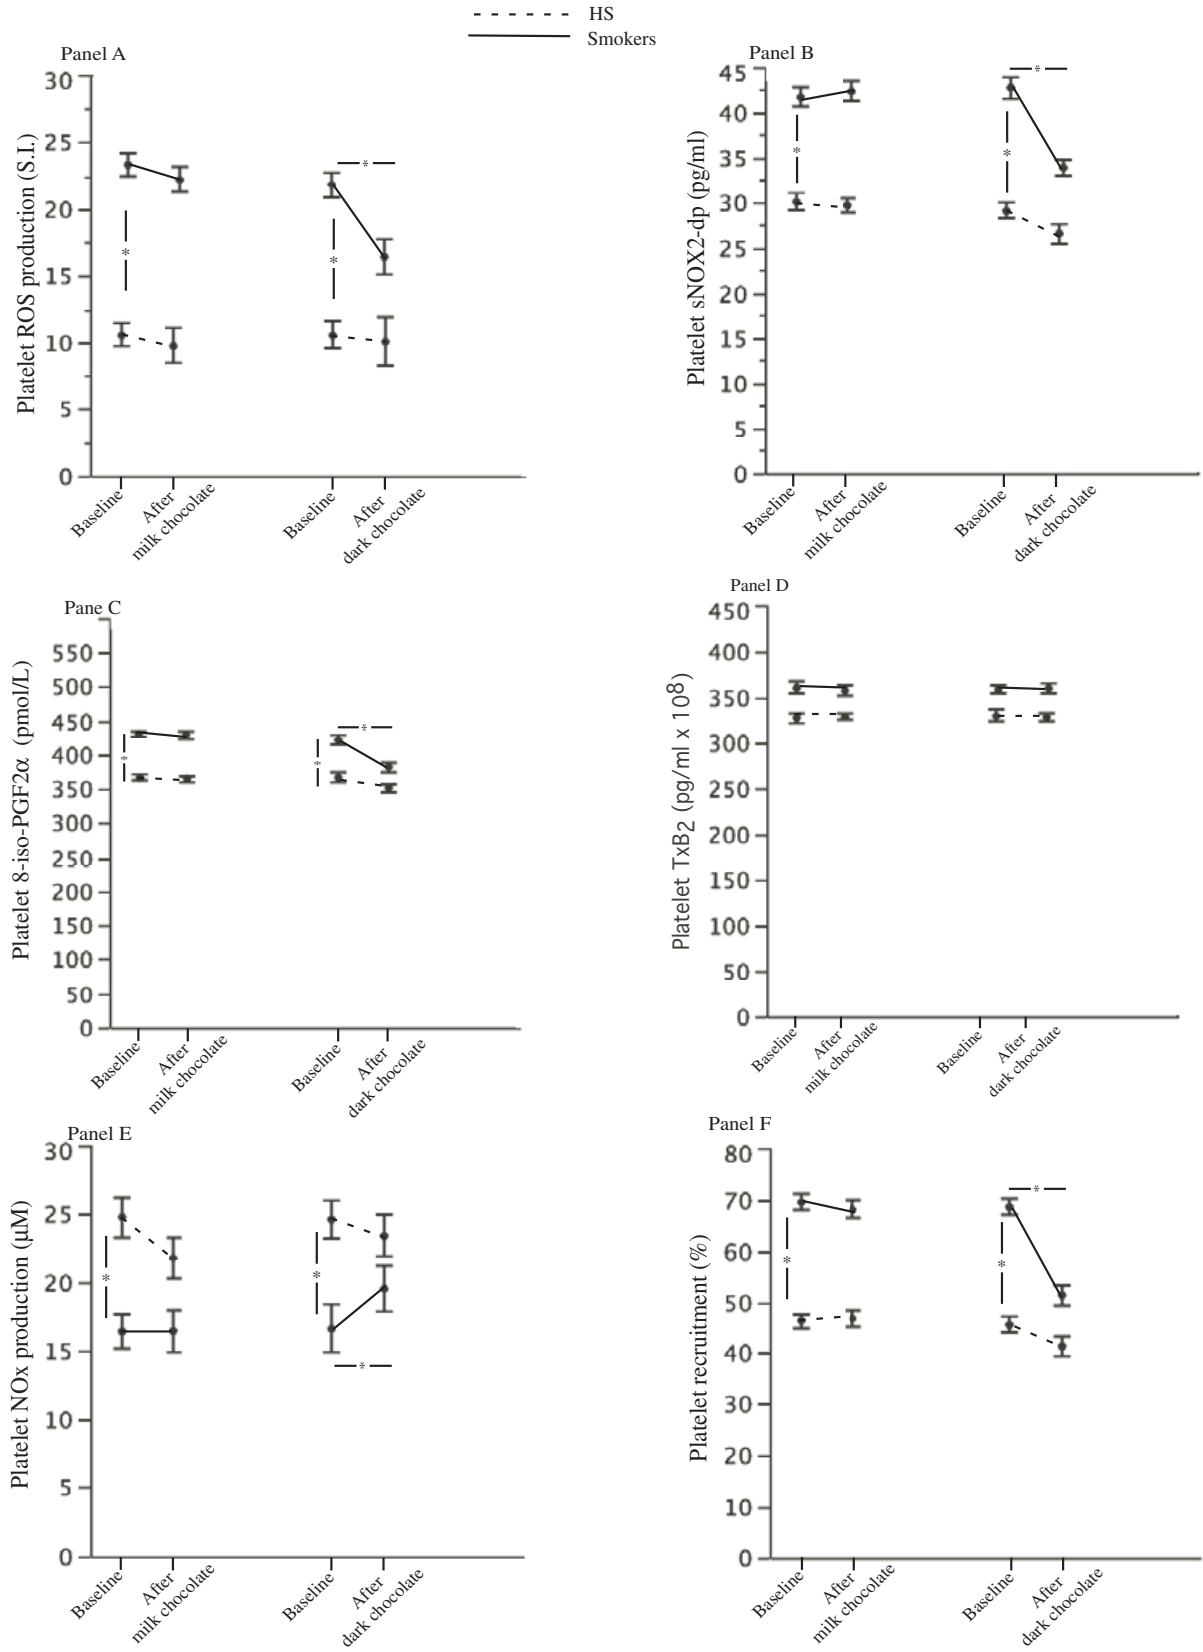 HS
Smokers
Panel A
Platelet ROS production (S.I.)
30
25
20
15
10
5
0
*
*
*
Baseline
After
milk chocolate
Baseline
After
dark chocolate
Panel B
Platelet sNOX2-dp (pg/ml)
45
40
35
30
25
20
15
10
5
0
*
*
*
Baseline
After
milk chocolate
Baseline
After
dark chocolate
Pane C
Platelet 8-iso-PGF2α (pmol/L)
550
500
450
400
350
300
250
200
150
100
50
0
*
*
*
Baseline
After
milk chocolate
Baseline
After
dark chocolate
Panel D
Platelet TxB2 (pg/ml x 10⁸)
450
400
350
300
250
200
150
100
50
0
Baseline
After
milk chocolate
Baseline
After
dark chocolate
Panel E
Platelet NOx production (µM)
30
25
20
15
10
5
0
*
*
*
Baseline
After
milk chocolate
Baseline
After
dark chocolate
Panel F
Platelet recruitment (%)
80
70
60
50
40
30
20
10
0
*
*
*
Baseline
After
milk chocolate
Baseline
After
dark chocolate